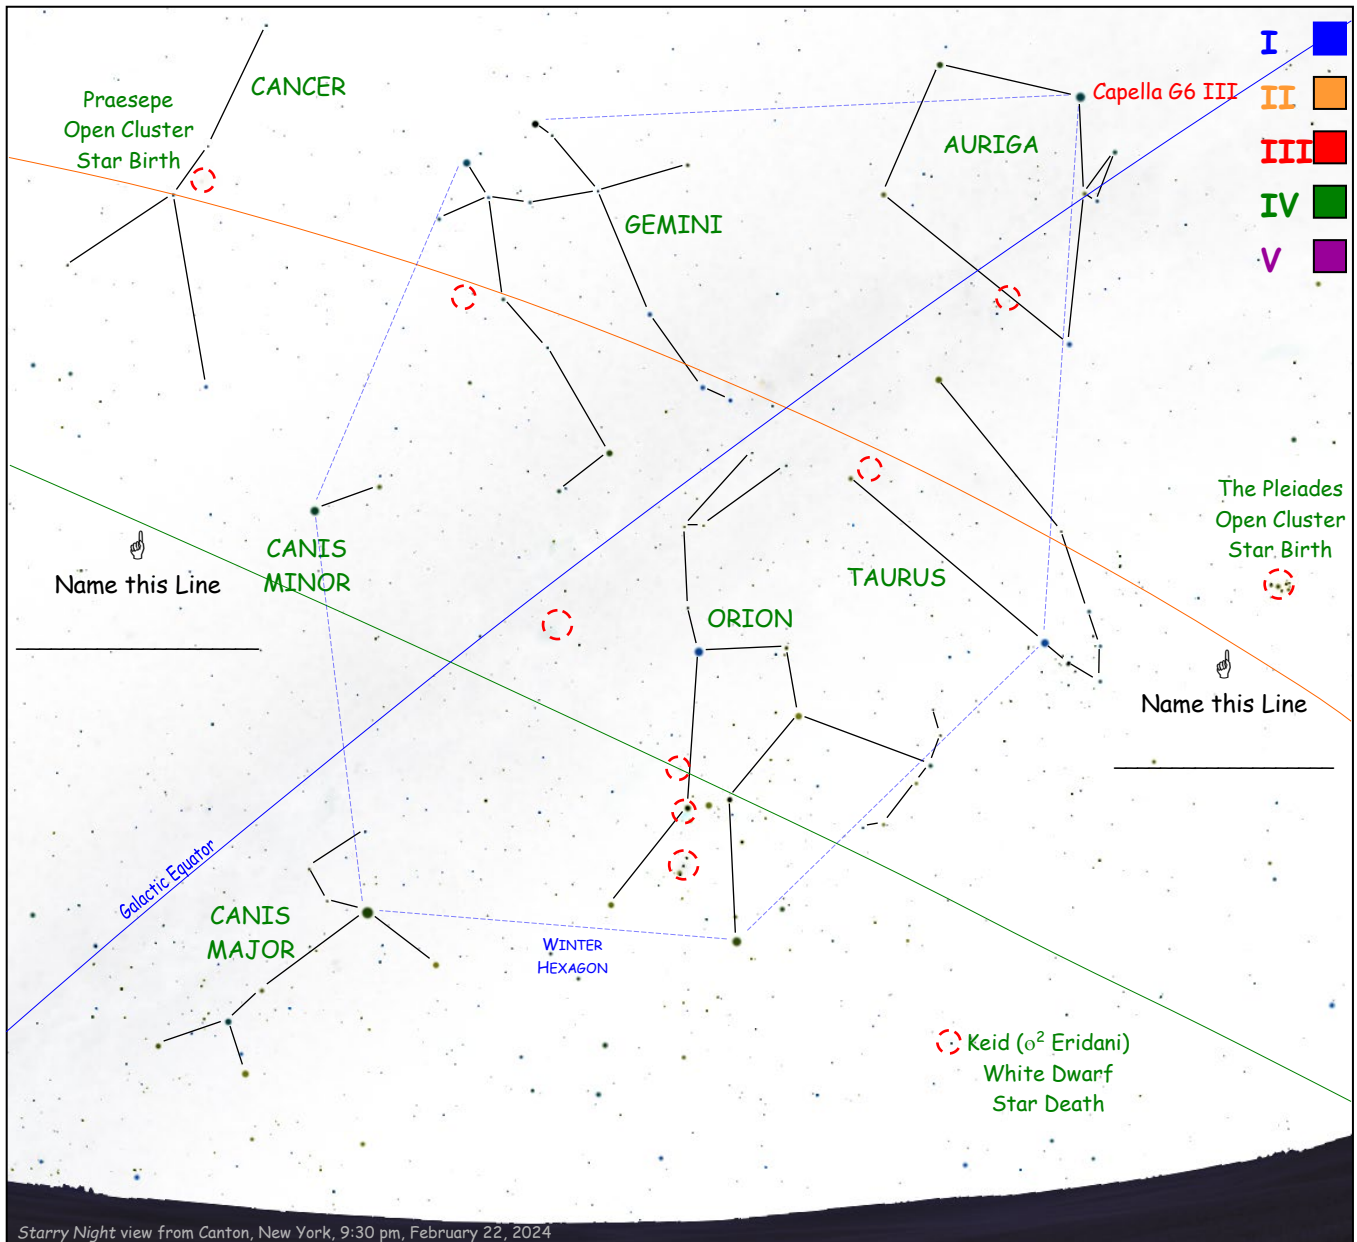 CANCER
Praesepe
Open Cluster
Star Birth
Capella G6 III
AURIGA
GEMINI
I
II
III
IV
V
The Pleiades
Open Cluster
Star Birth
CANIS
MINOR
Name this Line
TAURUS
ORION
Name this Line
Galactic Equator
CANIS
MAJOR
WINTER
HEXAGON
Keid (ο² Eridani)
White Dwarf
Star Death
Starry Night view from Canton, New York, 9:30 pm, February 22, 2024